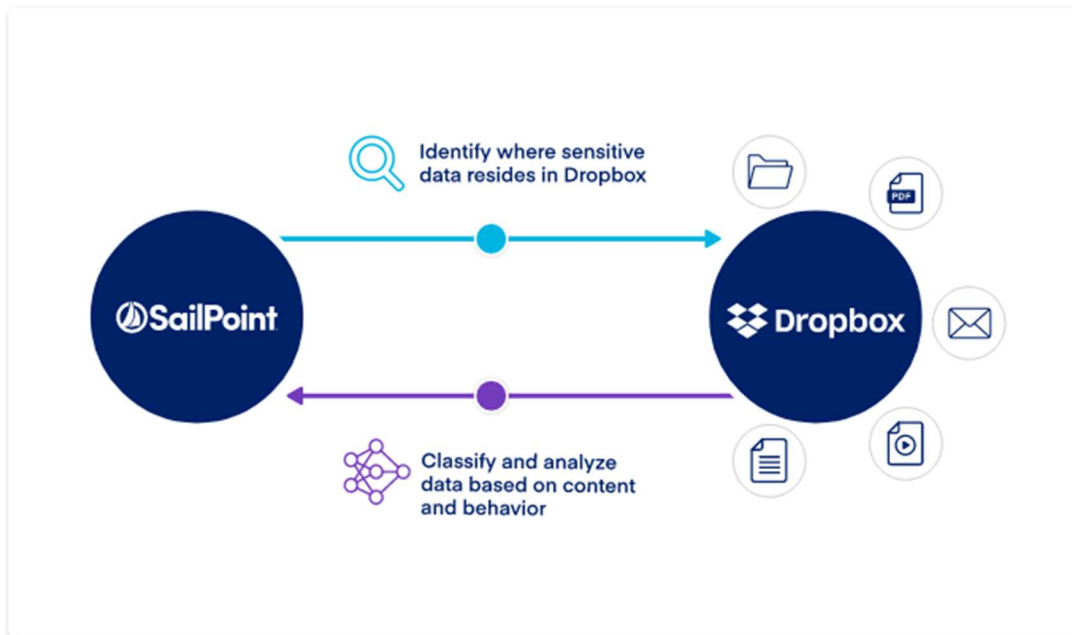 Identify where sensitive
data resides in Dropbox
PDF
SailPoint
Dropbox
Classify and analyze
data based on content
and behavior